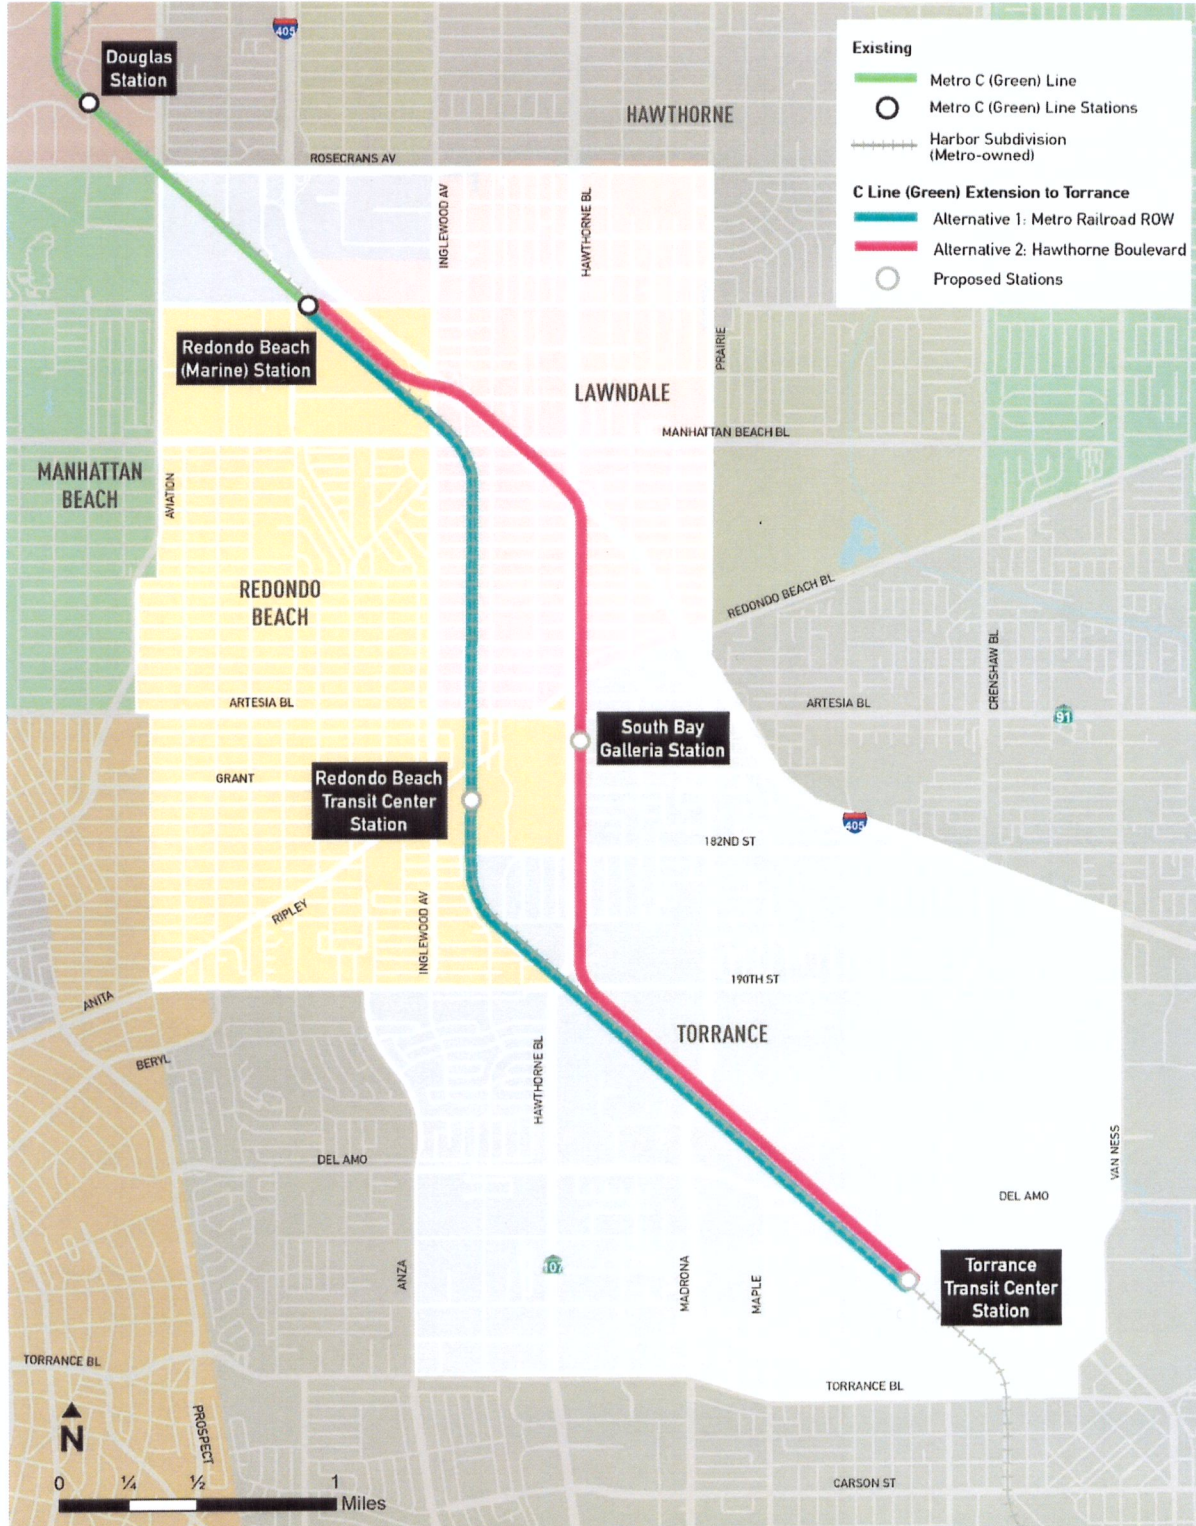 Douglas
Station
405
HAWTHORNE
ROSECRANS AV
Existing
Metro C (Green) Line
Metro C (Green) Line Stations
Harbor Subdivision
(Metro-owned)
C Line (Green) Extension to Torrance
Alternative 1: Metro Railroad ROW
Alternative 2: Hawthorne Boulevard
Proposed Stations
INGLEWOOD AV
HAWTHORNE BL
PRAIRIE
Redondo Beach
(Marine) Station
LAWNDALE
MANHATTAN BEACH BL
MANHATTAN
BEACH
AVIATION
REDONDO
BEACH
REDONDO BEACH BL
CRENSHAW BL
ARTESIA BL
ARTESIA BL
91
South Bay
Galleria Station
GRANT
Redondo Beach
Transit Center
Station
405
182ND ST
RIPLEY
INGLEWOOD AV
190TH ST
ANITA
TORRANCE
BERYL
HAWTHORNE BL
DEL AMO
VAN NESS
DEL AMO
ANZA
107
MADRONA
MAPLE
Torrance
Transit Center
Station
TORRANCE BL
TORRANCE BL
PROSPECT
N
CARSON ST
0 ¼ ½ 1
Miles